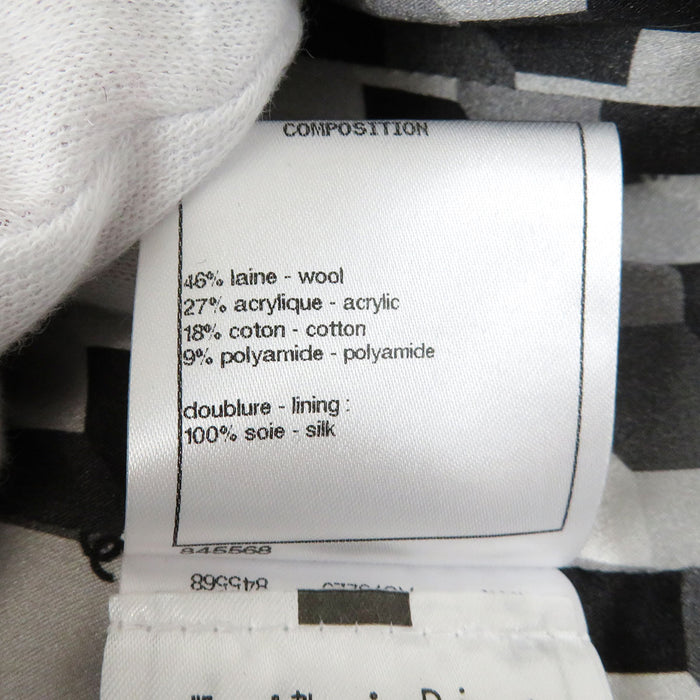 COMPOSITION
46% laine - wool
27% acrylique - acrylic
18% coton - cotton
9% polyamide - polyamide
doublure - lining :
100% soie - silk
845568
845568